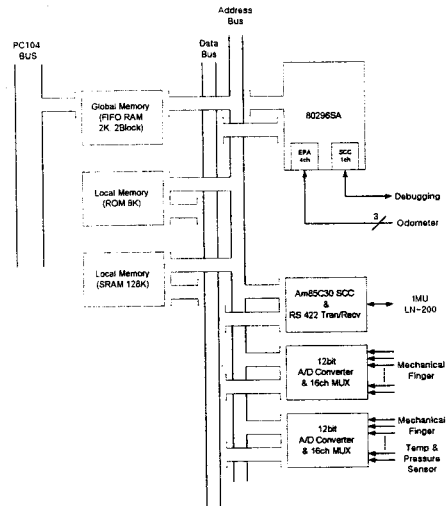 Address
Bus
PC104
BUS
Data
Bus
Global Memory
(FIFO RAM
2K 2Block)
80296SA
EPA
4ch
SCC
1ch
Local Memory
(ROM 8K)
Debugging
3
Odometer
Local Memory
(SRAM 128K)
Am85C30 SCC
&
RS 422 Tran/Recv
IMU
LN-200
12bit
A/D Converter
& 16ch MUX
Mechanical
Finger
12bit
A/D Converter
& 16ch MUX
Mechanical
Finger
Temp &
Pressure
Sensor